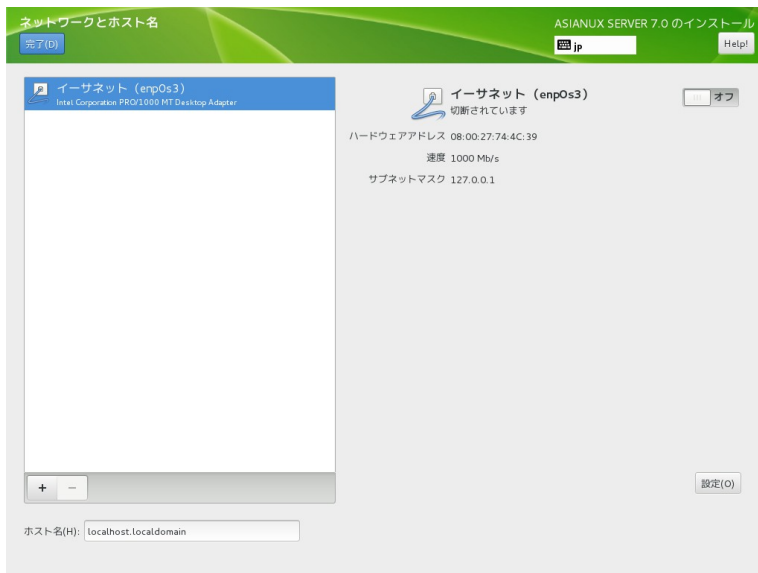 ネットワークとホスト名
ASIANUX SERVER 7.0 のインストール
完了(D)
jp
Help!
イーサネット (enp0s3)
Intel Corporation PRO/1000 MT Desktop Adapter
イーサネット (enp0s3)
切断されています
オフ
ハードウェアアドレス 08:00:27:74:4C:39
速度 1000 Mb/s
サブネットマスク 127.0.0.1
+ −
設定(O)
ホスト名(H): localhost.localdomain